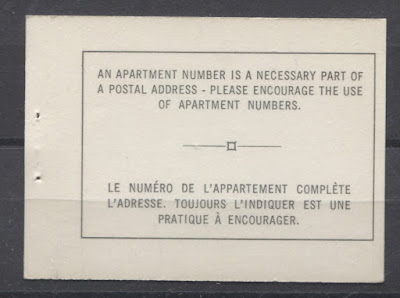 AN APARTMENT NUMBER IS A NECESSARY PART OF
A POSTAL ADDRESS - PLEASE ENCOURAGE THE USE
OF APARTMENT NUMBERS.
LE NUMÉRO DE L'APPARTEMENT COMPLÈTE
L'ADRESSE. TOUJOURS L'INDIQUER EST UNE
PRATIQUE À ENCOURAGER.